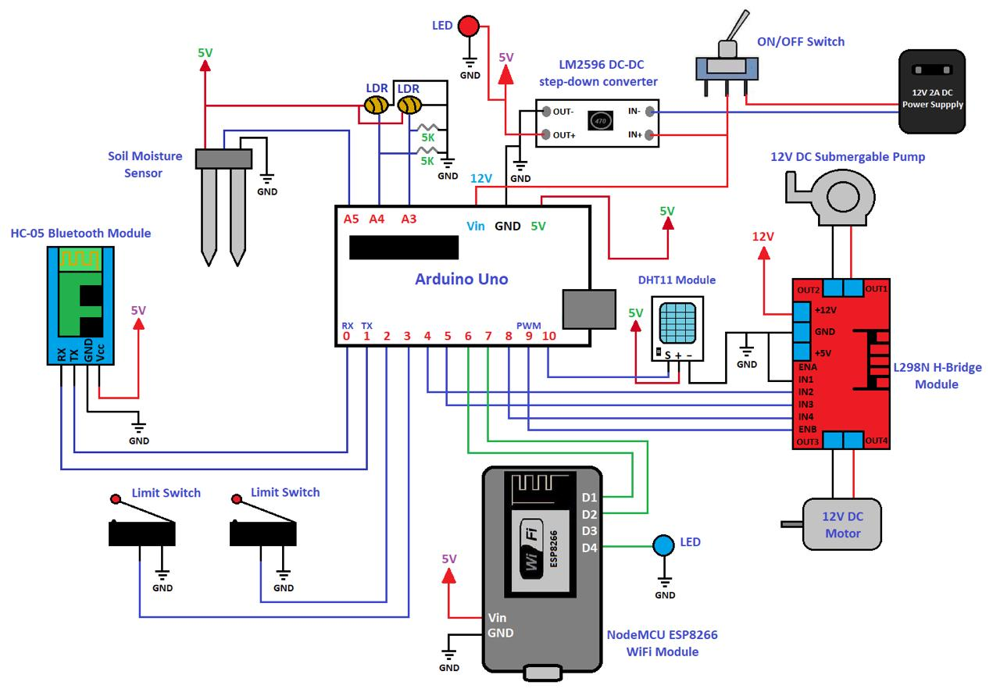 LED
ON/OFF Switch
5V
5V
GND
LM2596 DC-DC
step-down converter
LDR
LDR
12V 2A DC
Power Suppply
OUT-
IN-
470
OUT+
IN+
5K
5K
GND
Soil Moisture
Sensor
GND
12V
GND
12V DC Submergable Pump
A5
A4
A3
Vin
GND
5V
5V
HC-05 Bluetooth Module
12V
Arduino Uno
DHT11 Module
OUT2
OUT1
5V
5V
+12V
GND
+5V
RX
TX
PWM
0
1
2
3
4
5
6
7
8
9
10
S + -
GND
RX
TX
GND
Vcc
ENA
IN1
IN2
IN3
IN4
ENB
OUT3
OUT4
L298N H-Bridge
Module
GND
Limit Switch
Limit Switch
D1
D2
D3
D4
Wi Fi
ESP8266
LED
12V DC
Motor
GND
GND
5V
GND
Vin
GND
GND
NodeMCU ESP8266
WiFi Module